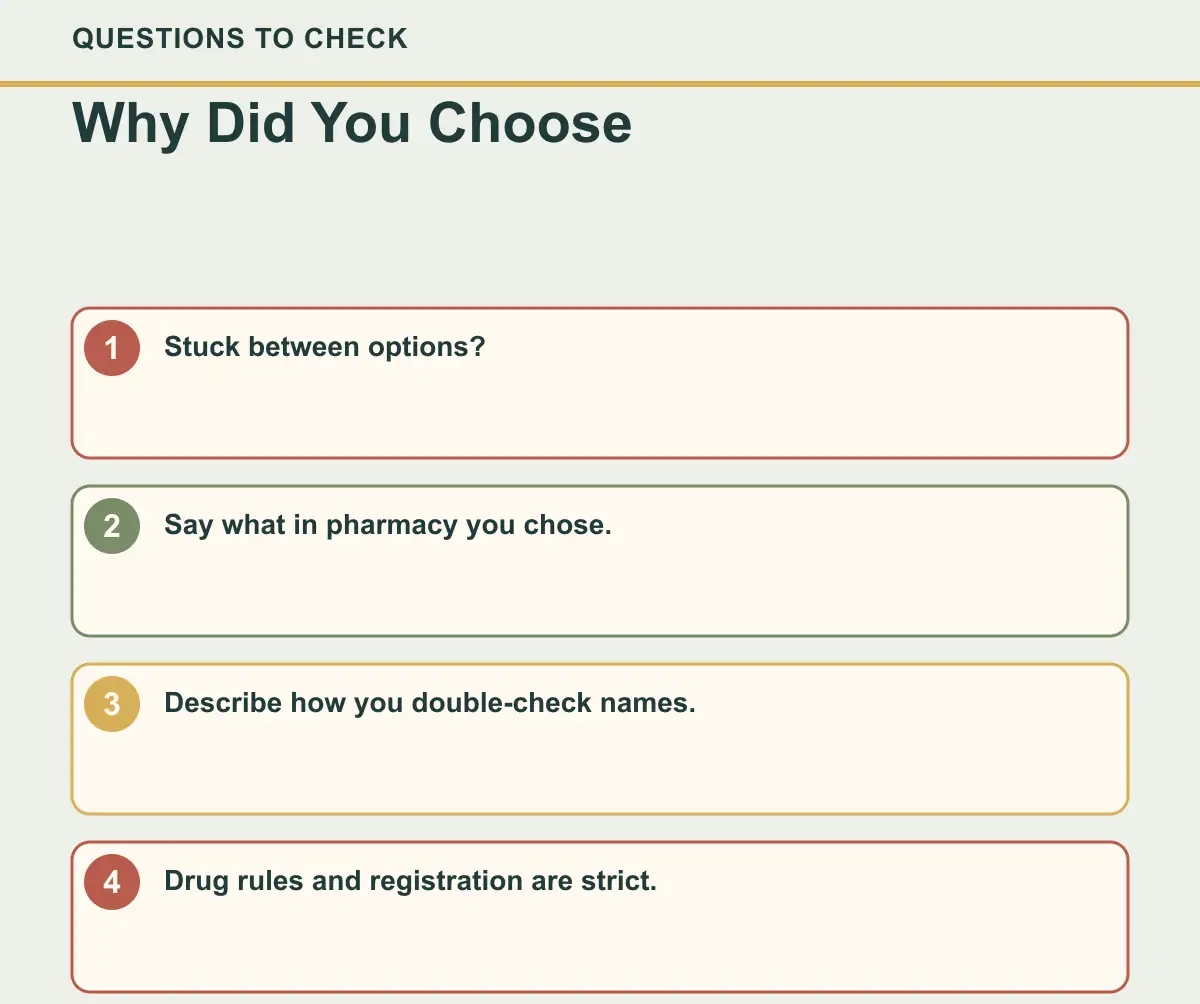 QUESTIONS TO CHECK
Why Did You Choose
1 Stuck between options?
2 Say what in pharmacy you chose.
3 Describe how you double-check names.
4 Drug rules and registration are strict.